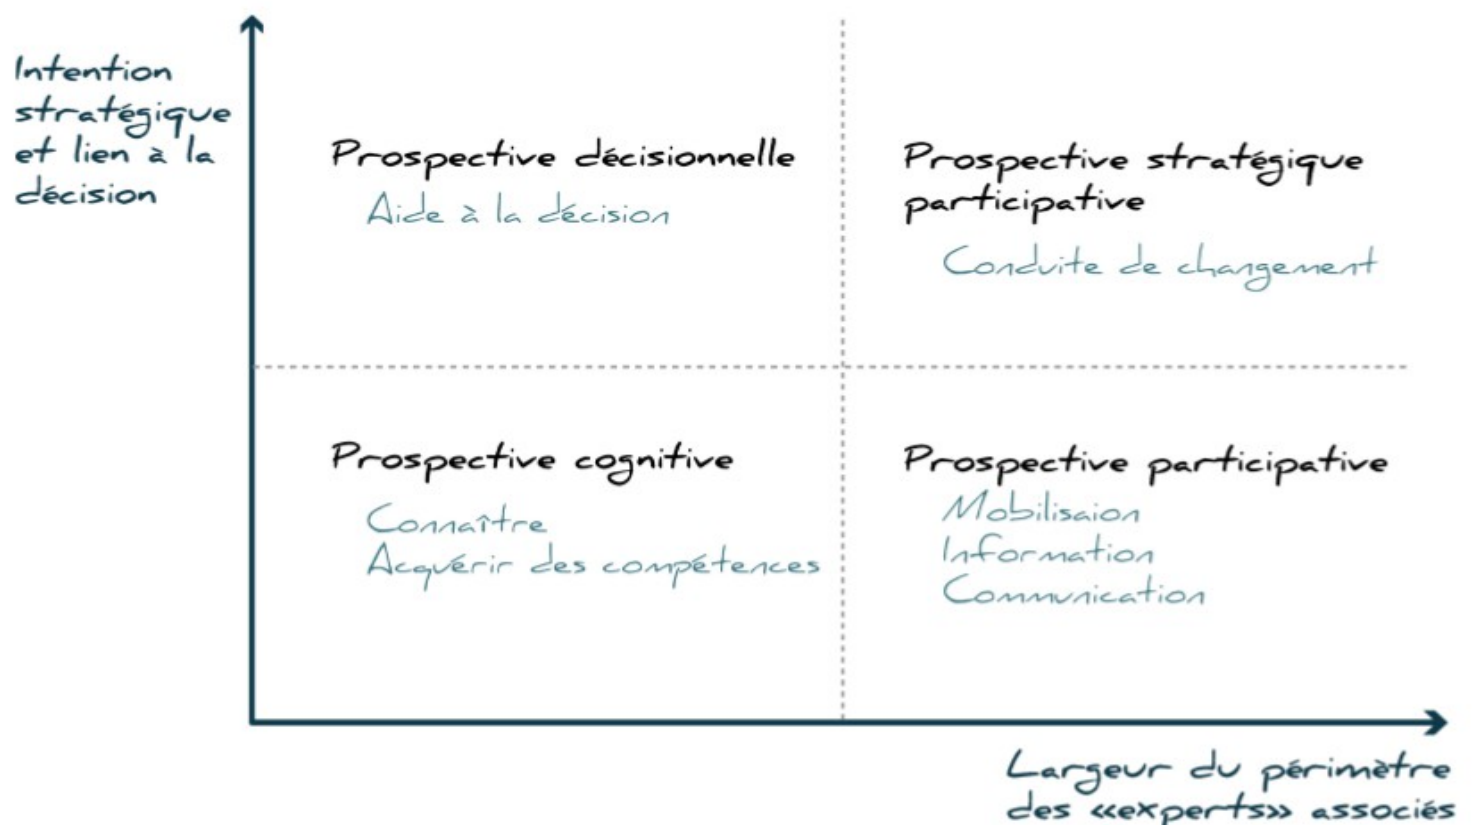 Intention
stratégique
et lien à la
décision
Prospective décisionnelle
Aide à la décision
Prospective stratégique
participative
Conduite de changement
Prospective cognitive
Connaître
Acquérir des compétences
Prospective participative
Mobilisaion
Information
Communication
Largeur du périmètre
des «experts» associés